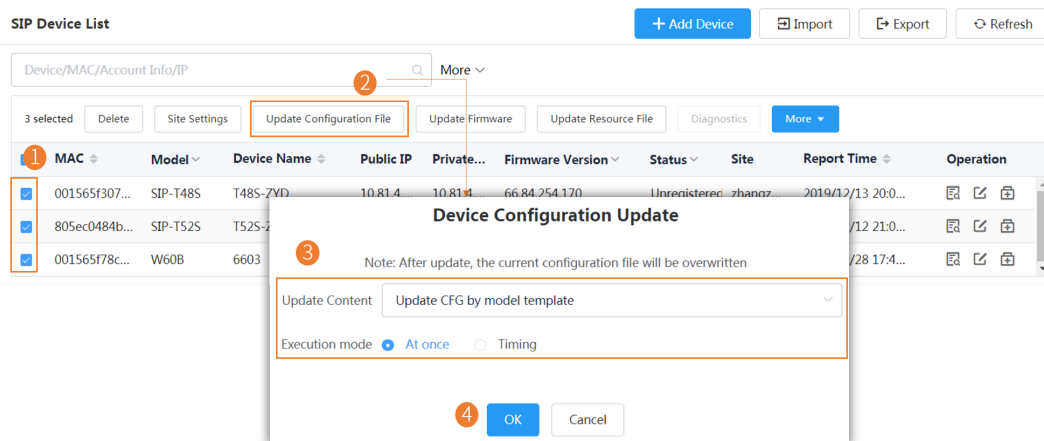 SIP Device List
Add Device
Import
Export
Refresh
Device/MAC/Account Info/IP
More
2
3 selected
Delete
Site Settings
Update Configuration File
Update Firmware
Update Resource File
Diagnostics
More
1
MAC
Model
Device Name
Public IP
Private...
Firmware Version
Status
Site
Report Time
Operation
001565f307...
SIP-T48S
T48S-ZYD
10.81.4....
10.81.4....
66.84.254.170
Unregistered
zhangz...
2019/12/13 20:0...
805ec0484b...
SIP-T52S
T52S-Z
/12 21:0...
001565f78c...
W60B
6603
/28 17:4...
Device Configuration Update
3
Note: After update, the current configuration file will be overwritten
Update Content
Update CFG by model template
Execution mode
At once
Timing
4
OK
Cancel